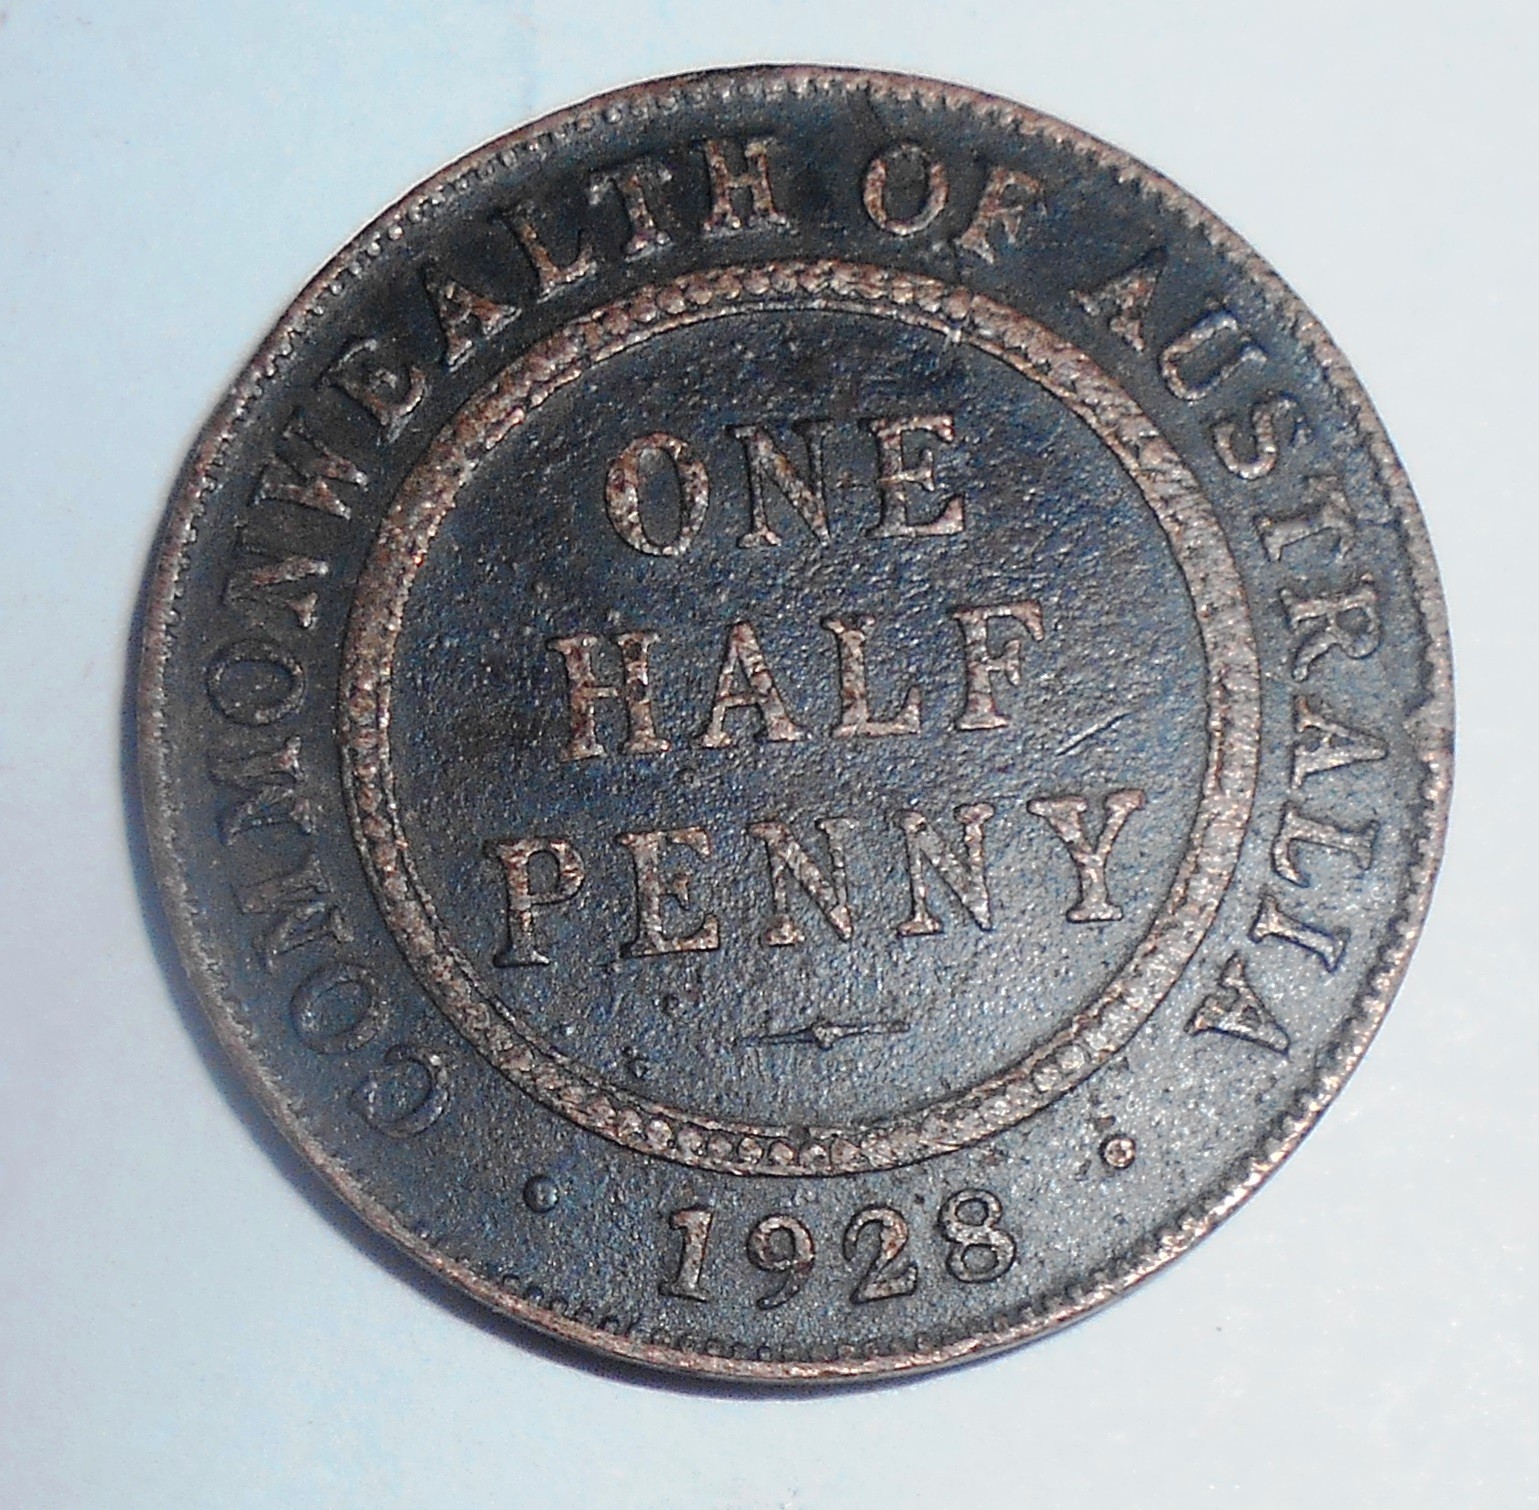 COMMONWEALTH OF AUSTRALIA
ONE
HALF
PENNY
1928